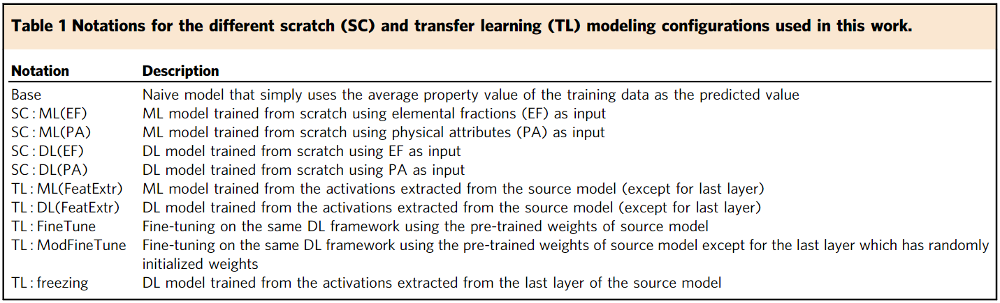 Table 1 Notations for the different scratch (SC) and transfer learning (TL) modeling configurations used in this work.
Notation Description
Base Naive model that simply uses the average property value of the training data as the predicted value
SC:ML(EF) ML model trained from scratch using elemental fractions (EF) as input
SC:ML(PA) ML model trained from scratch using physical attributes (PA) as input
SC:DL(EF) DL model trained from scratch using EF as input
SC:DL(PA) DL model trained from scratch using PA as input
TL:ML(FeatExtr) ML model trained from the activations extracted from the source model (except for last layer)
TL:DL(FeatExtr) DL model trained from the activations extracted from the source model (except for last layer)
TL:FineTune Fine-tuning on the same DL framework using the pre-trained weights of source model
TL:ModFineTune Fine-tuning on the same DL framework using the pre-trained weights of source model except for the last layer which has randomly
initialized weights
TL:freezing DL model trained from the activations extracted from the last layer of the source model